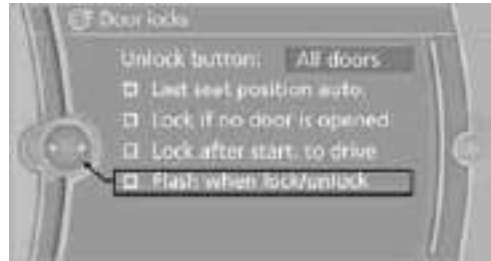 Door locks
Unlock button: All doors
Last seat position auto.
Lock if no door is opened
Lock after start. to drive
Flash when lock/unlock